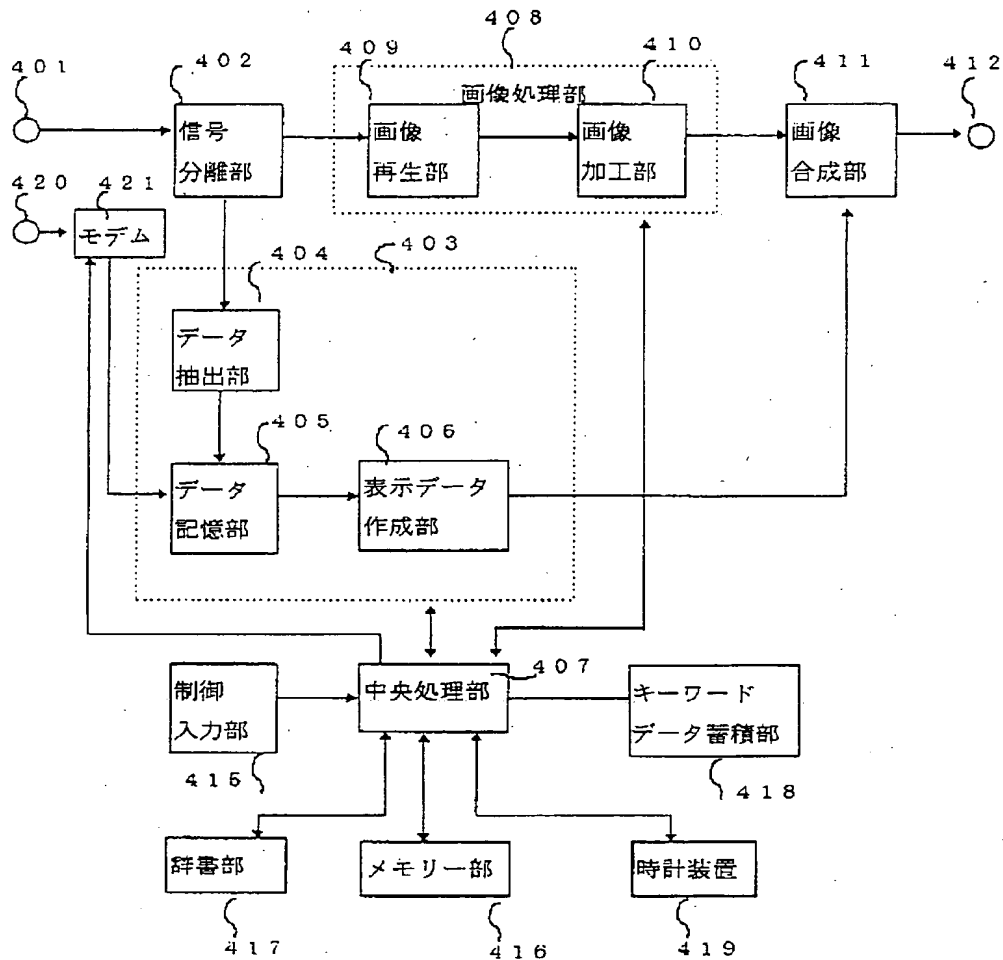 ４０８
４０９
４１０
４０１
４０２
４１１
４１２
画像処理部
信号
分離部
画像
再生部
画像
加工部
画像
合成部
４２０
４２１
モデム
４０３
４０４
データ
抽出部
４０５
４０６
データ
記憶部
表示データ
作成部
４０７
制御
入力部
中央処理部
キーワード
データ蓄積部
４１５
４１８
辞書部
メモリー部
時計装置
４１７
４１６
４１９